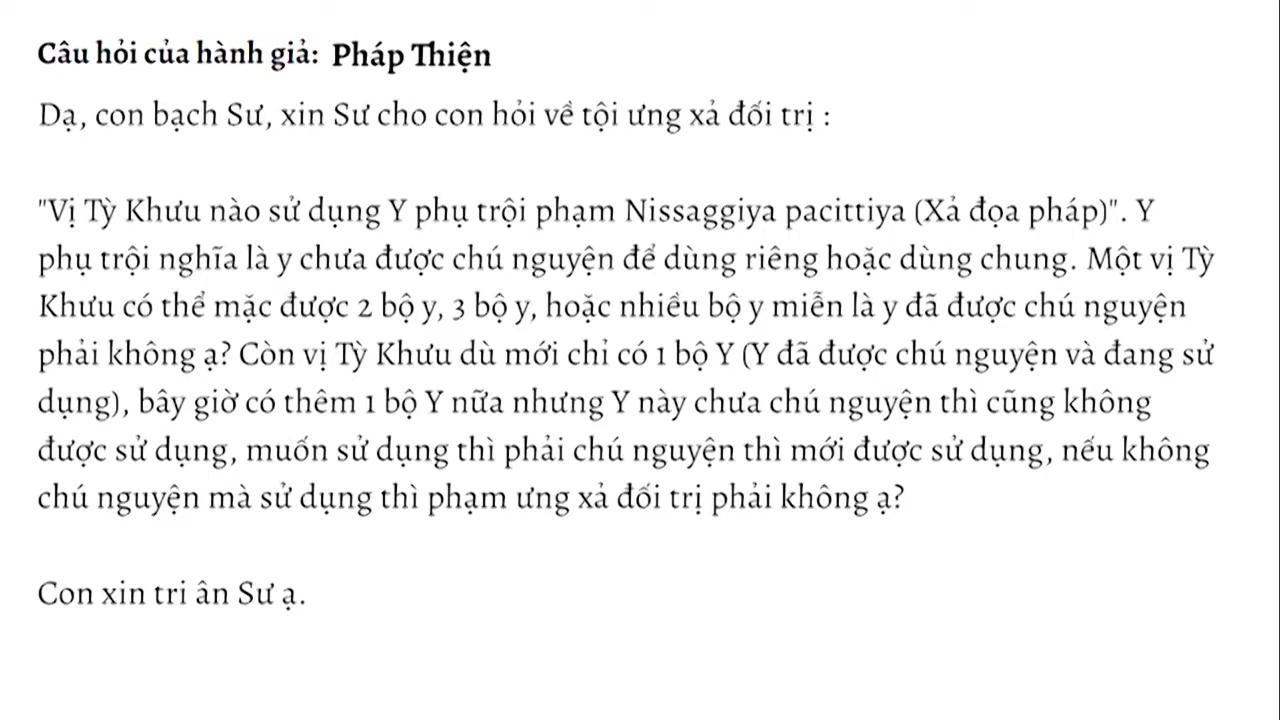 Câu hỏi của hành giả: Pháp Thiện
Dạ, con bạch Sư, xin Sư cho con hỏi về tội ưng xả đối trị :
"Vị Tỳ Khưu nào sử dụng Y phụ trội phạm Nissaggiya pacittiya (Xả đọa pháp)". Y
phụ trội nghĩa là y chưa được chú nguyện để dùng riêng hoặc dùng chung. Một vị Tỳ
Khưu có thể mặc được 2 bộ y, 3 bộ y, hoặc nhiều bộ y miễn là y đã được chú nguyện
phải không ạ? Còn vị Tỳ Khưu dù mới chỉ có 1 bộ Y (Y đã được chú nguyện và đang sử
dụng), bây giờ có thêm 1 bộ Y nữa nhưng Y này chưa chú nguyện thì cũng không
được sử dụng, muốn sử dụng thì phải chú nguyện thì mới được sử dụng, nếu không
chú nguyện mà sử dụng thì phạm ưng xả đối trị phải không ạ?
Con xin tri ân Sư ạ.